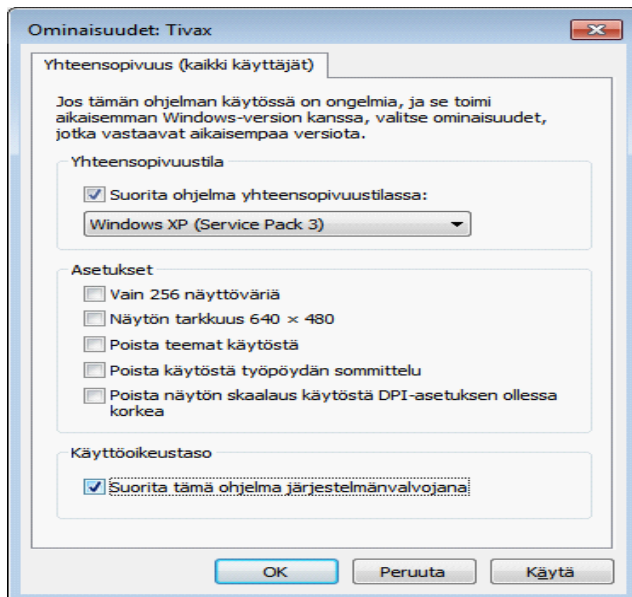 Ominaisuudet: Tivax
Yhteensopivuus (kaikki käyttäjät)
Jos tämän ohjelman käytössä on ongelmia, ja se toimi
aikaisemman Windows-version kanssa, valitse ominaisuudet,
jotka vastaavat aikaisempaa versiota.
Yhteensopivuustila
Suorita ohjelma yhteensopivuustilassa:
Windows XP (Service Pack 3)
Asetukset
Vain 256 näyttöväriä
Näytön tarkkuus 640 × 480
Poista teemat käytöstä
Poista käytöstä työpöydän sommittelu
Poista näytön skaalaus käytöstä DPI-asetuksen ollessa
korkea
Käyttöoikeustaso
Suorita tämä ohjelma järjestelmänvalvojana
OK Peruuta Käytä